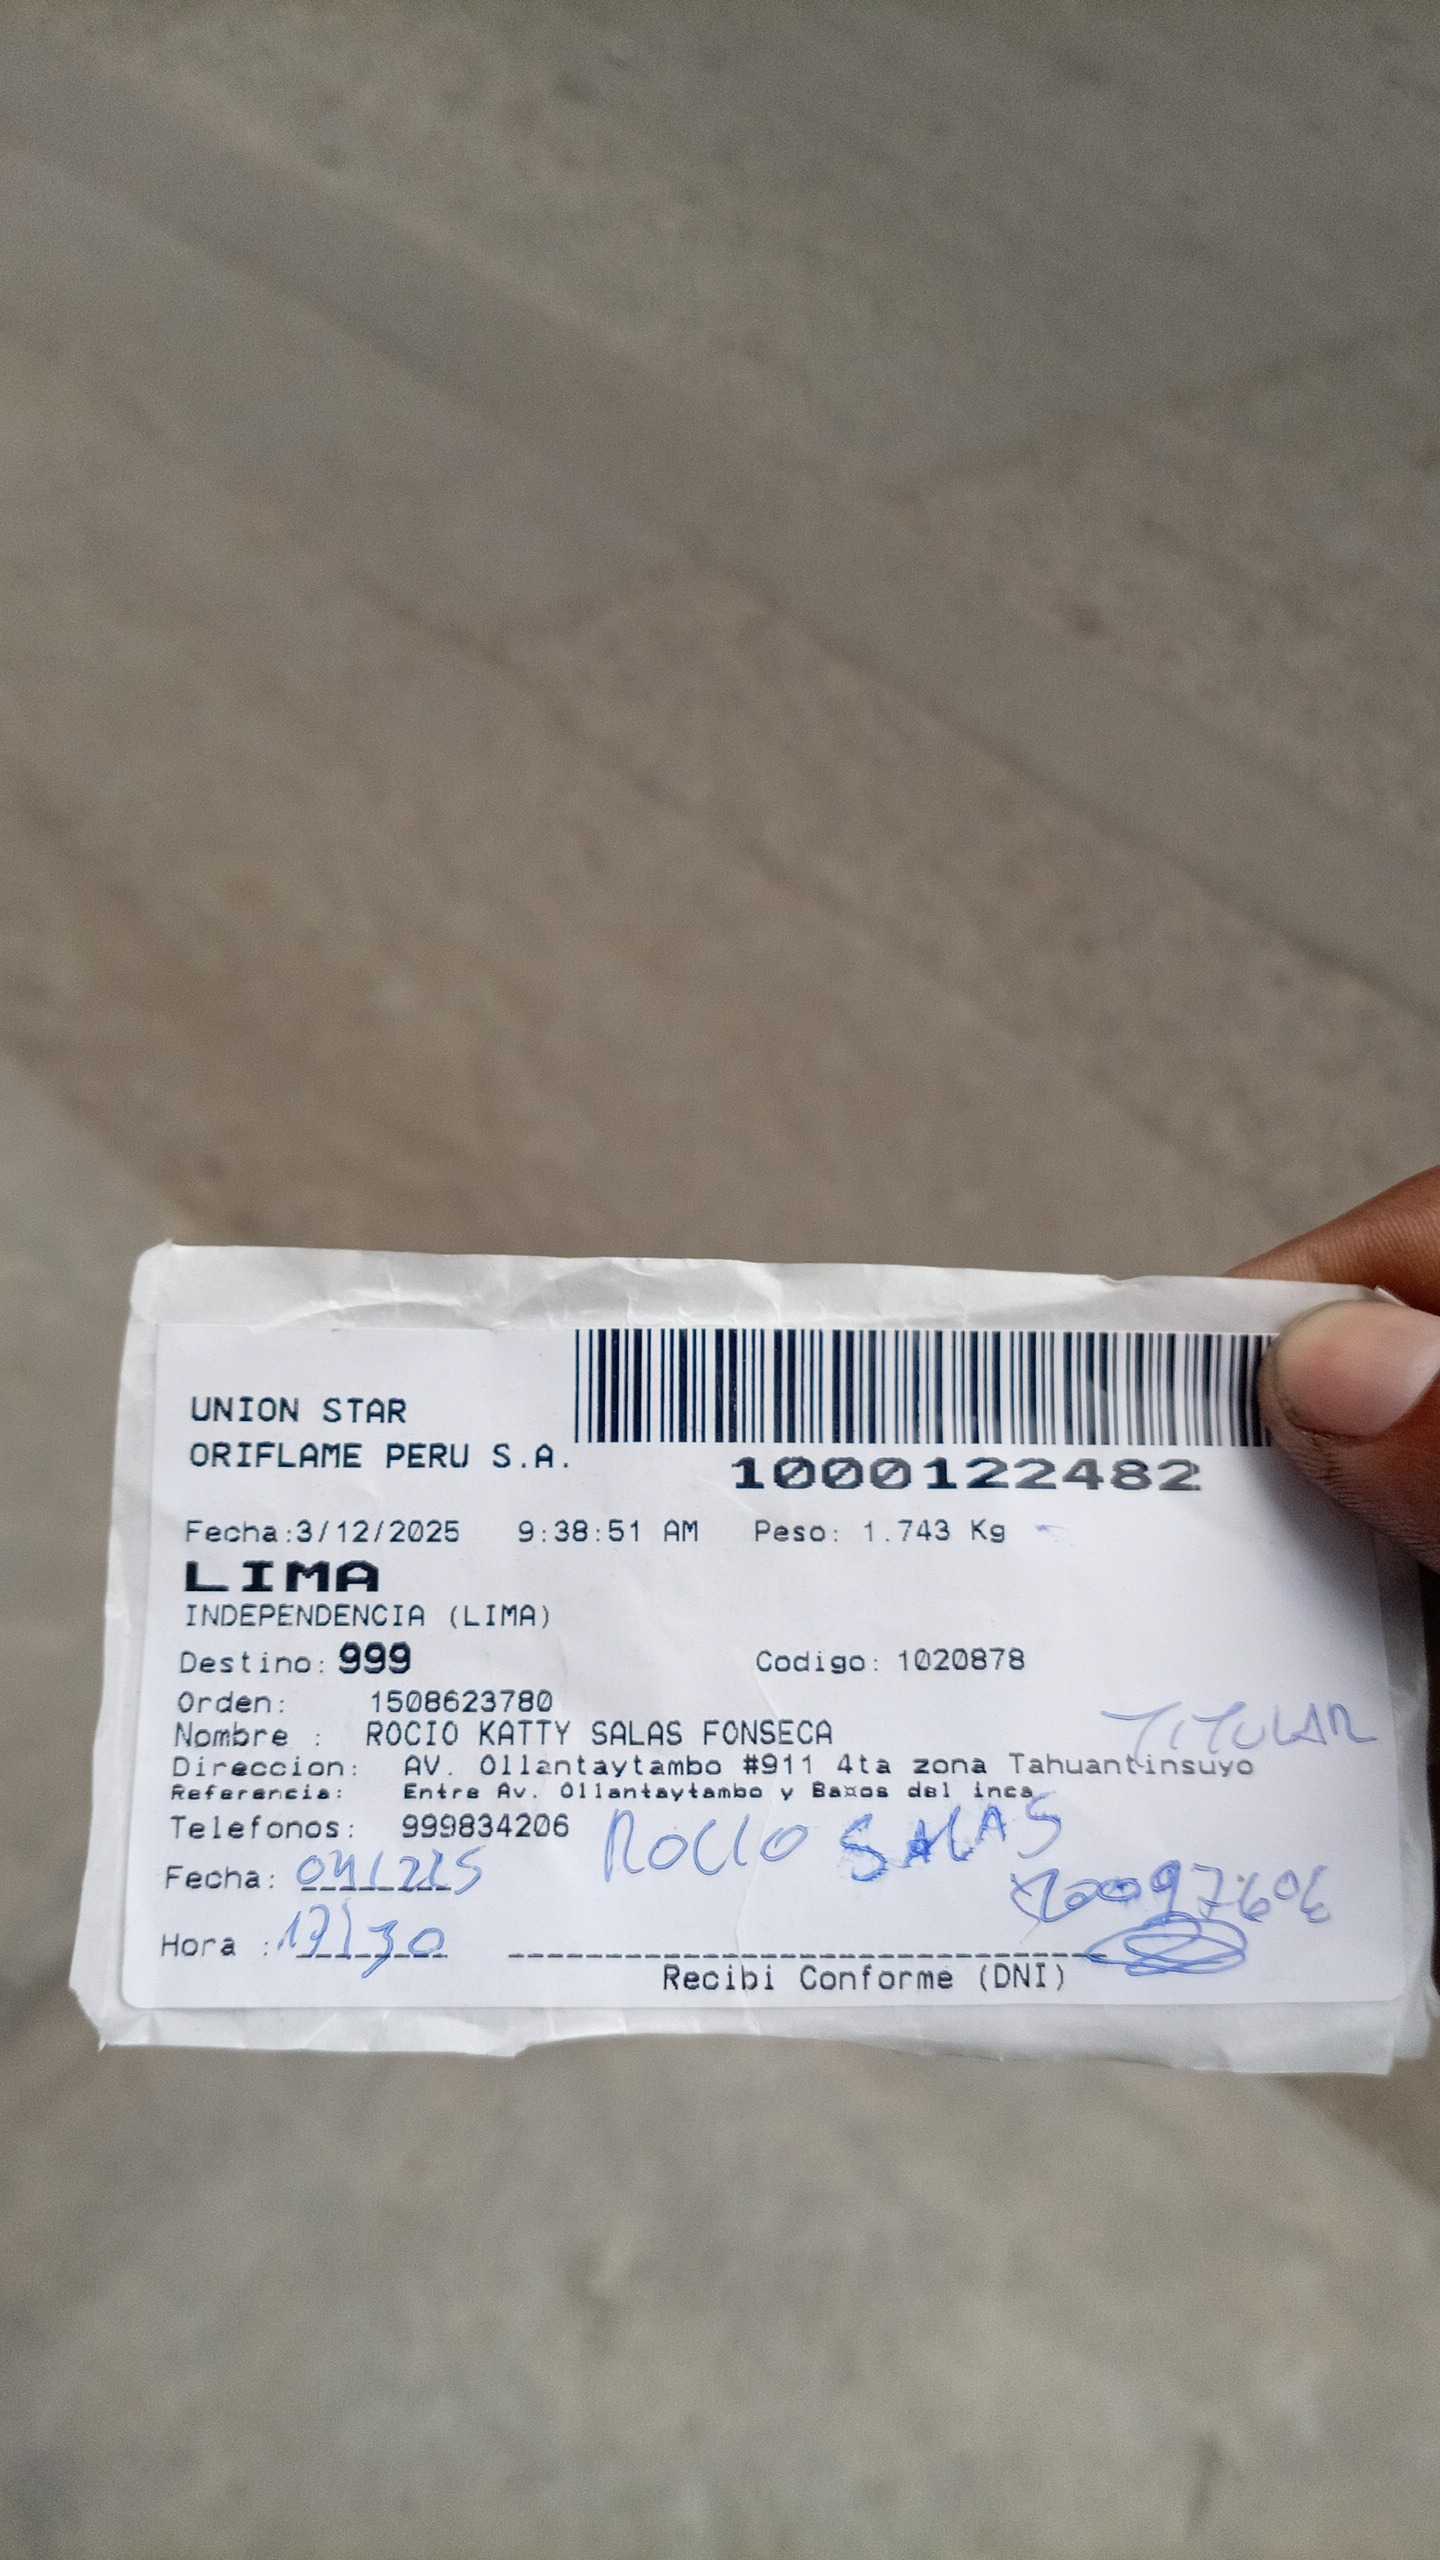 UNION STAR
ORIFLAME PERU S.A.
1000122482
Fecha:3/12/2025 9:38:51 AM Peso: 1.743 Kg
LIMA
INDEPENDENCIA (LIMA)
Destino: 999 Codigo: 1020878
Orden: 1508623780
Nombre : ROCIO KATTY SALAS FONSECA
TITULAR
Direccion: AV. Ollantaytambo #911 4ta zona Tahuantinsuyo
Referencia: Entre Av. Ollantaytambo y Baxos del inca
Telefonos: 999834206 ROCIO SALAS
Fecha:
Hora :
Recibi Conforme (DNI)